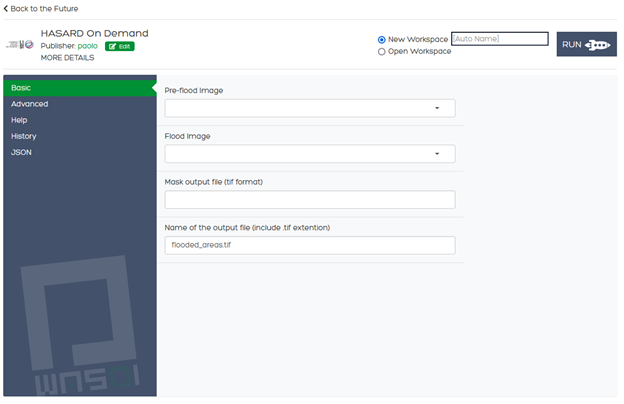 Back to the Future
HASARD On Demand
Publisher: paolo Edit
MORE DETAILS
New Workspace [Auto Name]
Open Workspace
RUN
Basic
Advanced
Help
History
JSON
Pre-flood Image
Flood Image
Mask output file (tif format)
Name of the output file (include .tif extention)
flooded_areas.tif